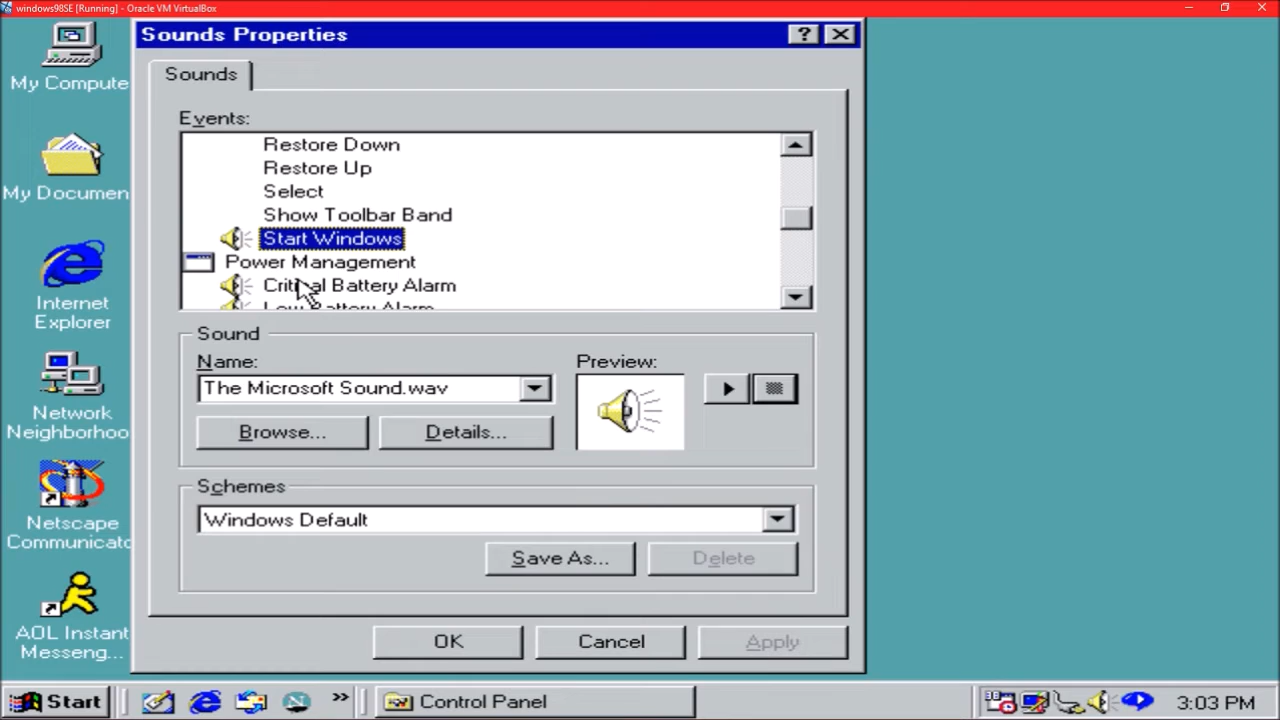 windows98SE [Running] - Oracle VM VirtualBox
My Compute
My Documen
Internet
Explorer
Network
Neighborhoo
Netscape
Communicato
AOL Instant
Messeng...
Sounds Properties
Sounds
Events:
Restore Down
Restore Up
Select
Show Toolbar Band
Start Windows
Power Management
Critical Battery Alarm
Low Battery Alarm
Sound
Name:
The Microsoft Sound.wav
Browse...
Details...
Preview:
Schemes
Windows Default
Save As...
Delete
OK
Cancel
Apply
Start
Control Panel
3:03 PM